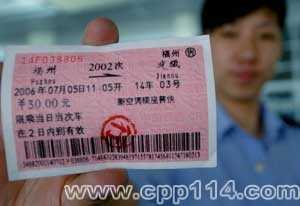 14F038806
福州
2002次
Fuzhou
2006年07月05日11:05开 14车 03号
¥30.00元
新空调硬座普快
限乘当日当次车
在2日内到有效
www.cpp114.com